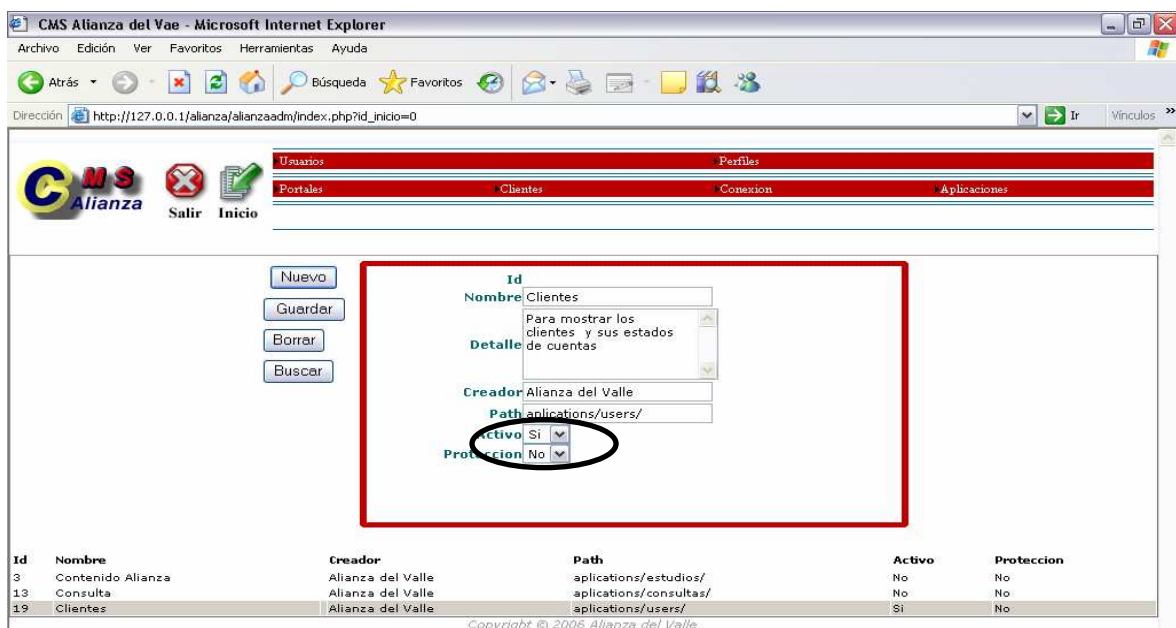 CMS Alianza del Vae - Microsoft Internet Explorer
Archivo Edición Ver Favoritos Herramientas Ayuda
Atrás Búsqueda Favoritos
Dirección http://127.0.0.1/alianza/alianzaadm/index.php?id_inicio=0 Ir Vínculos »
CMS Alianza
Salir Inicio
Usuarios Perfiles
Portales Clientes Conexion Aplicaciones
Nuevo
Guardar
Borrar
Buscar
Id
Nombre Clientes
Detalle Para mostrar los
clientes y sus estados
de cuentas
Creador Alianza del Valle
Path aplications/users/
Activo Si
Proteccion No
Id Nombre Creador Path Activo Proteccion
3 Contenido Alianza Alianza del Valle aplications/estudios/ No No
13 Consulta Alianza del Valle aplications/consultas/ No No
19 Clientes Alianza del Valle aplications/users/ Si No
Copyright © 2006 Alianza del Valle